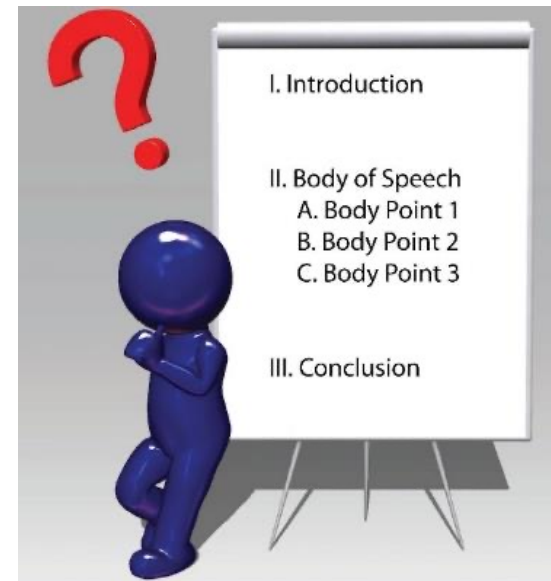 I. Introduction
II. Body of Speech
A. Body Point 1
B. Body Point 2
C. Body Point 3
III. Conclusion